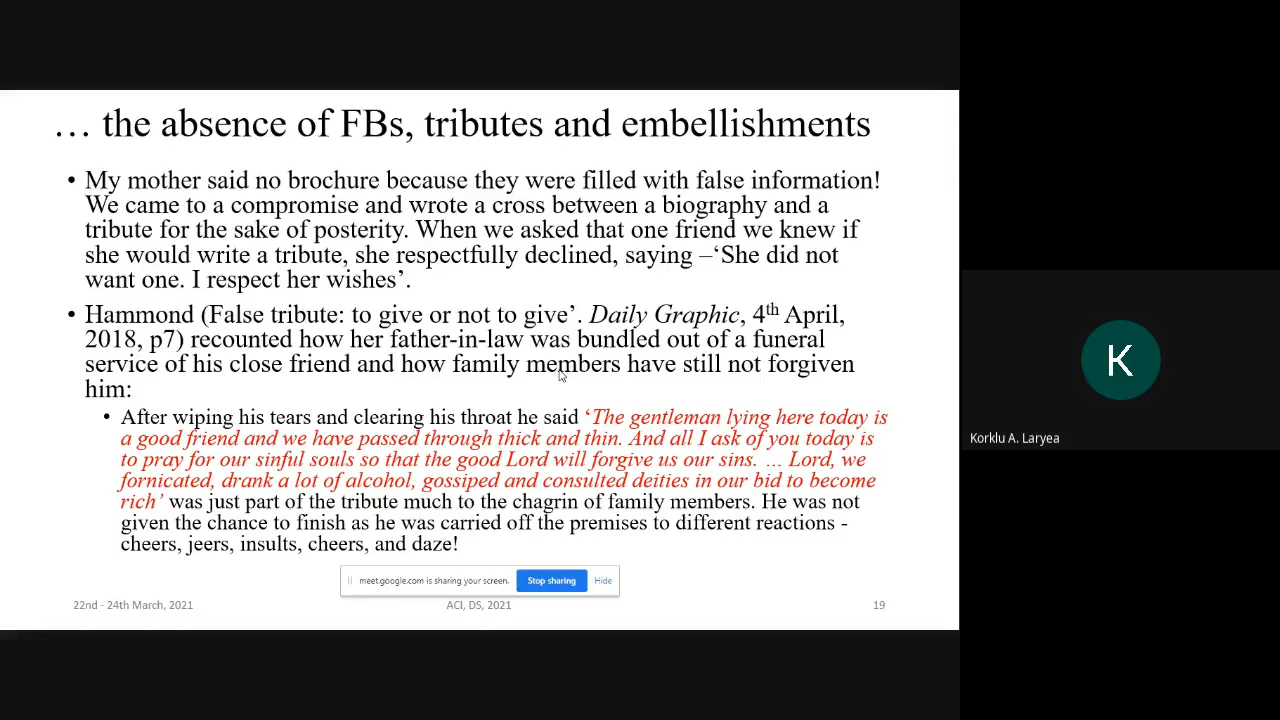 … the absence of FBs, tributes and embellishments
• My mother said no brochure because they were filled with false information!
We came to a compromise and wrote a cross between a biography and a
tribute for the sake of posterity. When we asked that one friend we knew if
she would write a tribute, she respectfully declined, saying –‘She did not
want one. I respect her wishes’.
• Hammond (False tribute: to give or not to give’. Daily Graphic, 4th April,
2018, p7) recounted how her father-in-law was bundled out of a funeral
service of his close friend and how family members have still not forgiven
him:
• After wiping his tears and clearing his throat he said ‘The gentleman lying here today is
a good friend and we have passed through thick and thin. And all I ask of you today is
to pray for our sinful souls so that the good Lord will forgive us our sins. … Lord, we
fornicated, drank a lot of alcohol, gossiped and consulted deities in our bid to become
rich’ was just part of the tribute much to the chagrin of family members. He was not
given the chance to finish as he was carried off the premises to different reactions -
cheers, jeers, insults, cheers, and daze!
meet.google.com is sharing your screen. Stop sharing Hide
22nd - 24th March, 2021 ACI, DS, 2021 19
K
Korklu A. Laryea